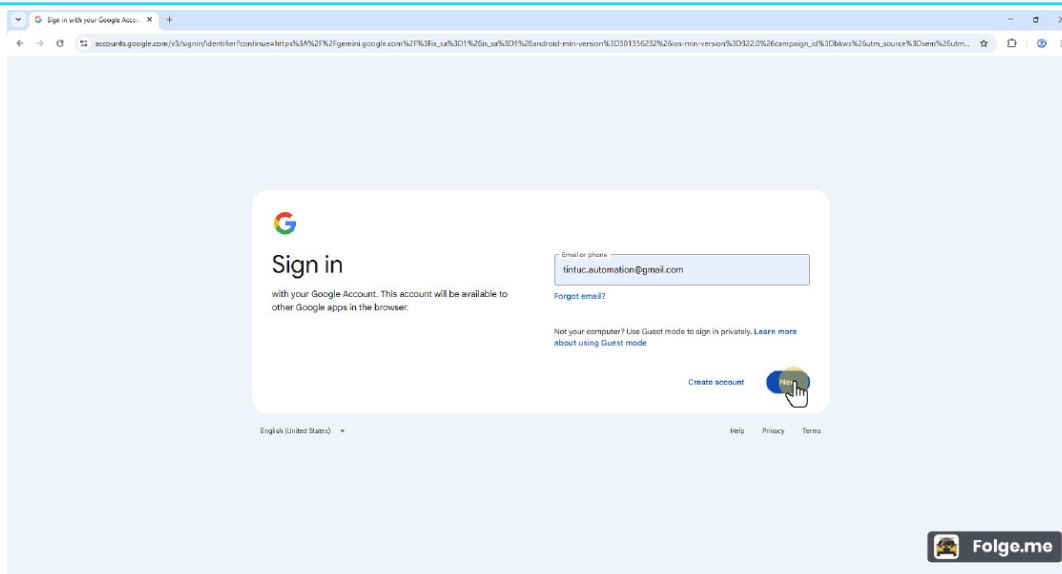 Sign in with your Google Acco
accounts.google.com/v3/signin/identifier?continue=https%3A%2F%2Fgemini.google.com%2F%3Fis_sa%3D1%26is_sa%3D1%26android-min-version%3D301356232%26ios-min-version%3D322.0%26campaign_id%3Dbkws%26utm_source%3Dsem%26utm...
Sign in
with your Google Account. This account will be available to
other Google apps in the browser.
Email or phone
tintuc.automation@gmail.com
Forgot email?
Not your computer? Use Guest mode to sign in privately. Learn more
about using Guest mode
Create account
English (United States)
Help Privacy Terms
Folge.me